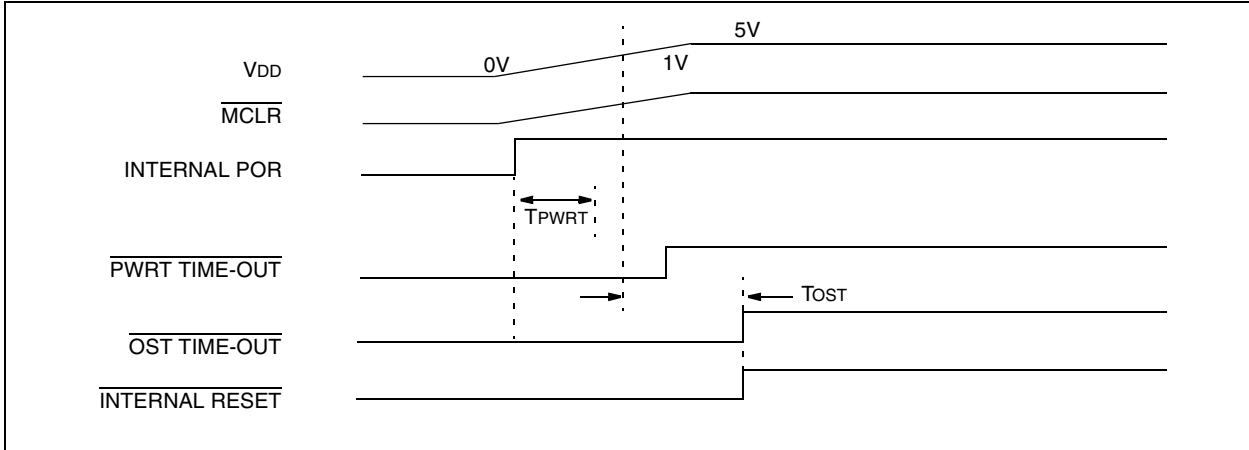 5V
VDD 0V 1V
MCLR
INTERNAL POR
TPWRT
PWRT TIME-OUT
TOST
OST TIME-OUT
INTERNAL RESET